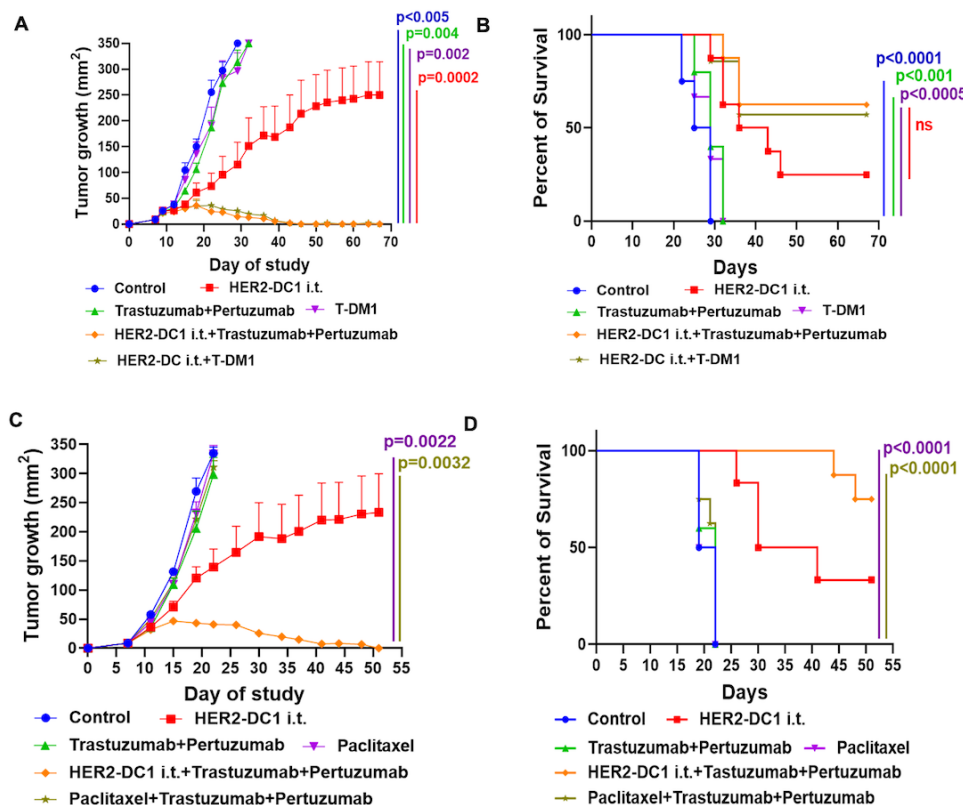 A
p<0.005
p=0.004
p=0.002
p=0.0002
Tumor growth (mm²)
350
300
250
200
150
100
50
0
0 10 20 30 40 50 60 70
Day of study
Control HER2-DC1 i.t.
Trastuzumab+Pertuzumab T-DM1
HER2-DC1 i.t.+Trastuzumab+Pertuzumab
HER2-DC i.t.+T-DM1
B
p<0.0001
p<0.001
p<0.0005
ns
Percent of Survival
100
50
0
0 10 20 30 40 50 60 70
Days
Control HER2-DC1 i.t.
Trastuzumab+Pertuzumab T-DM1
HER2-DC1 i.t.+Trastuzumab+Pertuzumab
HER2-DC i.t.+T-DM1
C
p=0.0022
p=0.0032
Tumor growth (mm²)
350
300
250
200
150
100
50
0
0 5 10 15 20 25 30 35 40 45 50 55
Day of study
Control HER2-DC1 i.t.
Trastuzumab+Pertuzumab Paclitaxel
HER2-DC1 i.t.+Trastuzumab+Pertuzumab
Paclitaxel+Trastuzumab+Pertuzumab
D
p<0.0001
p<0.0001
Percent of Survival
100
50
0
0 5 10 15 20 25 30 35 40 45 50 55
Days
Control HER2-DC1 i.t.
Trastuzumab+Pertuzumab Paclitaxel
HER2-DC1 i.t.+Tastuzumab+Pertuzumab
Paclitaxel+Trastuzumab+Pertuzumab